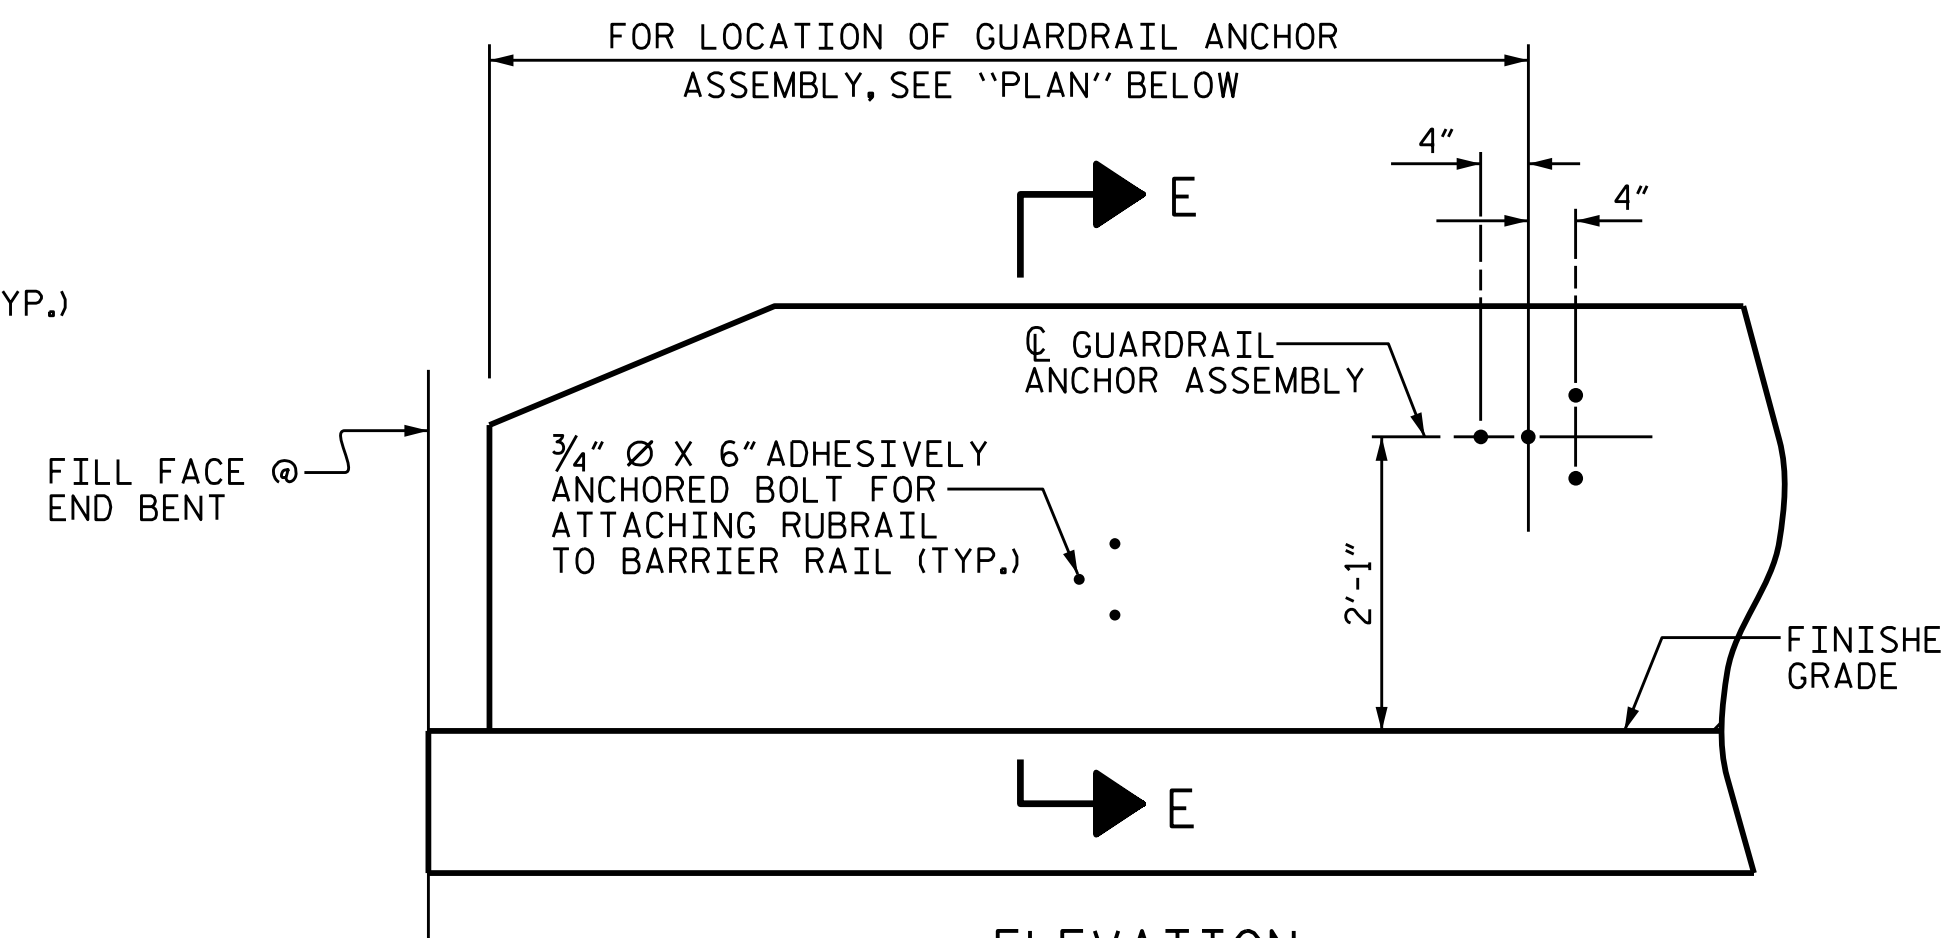 FOR LOCATION OF GUARDRAIL ANCHOR
ASSEMBLY, SEE "PLAN" BELOW
4"
E
4"
YP.)
℄ GUARDRAIL
ANCHOR ASSEMBLY
3/4" Ø X 6" ADHESIVELY
ANCHORED BOLT FOR
ATTACHING RUBRAIL
TO BARRIER RAIL (TYP.)
FILL FACE @
END BENT
2'-1"
FINISHE
GRADE
E
ELEVATION